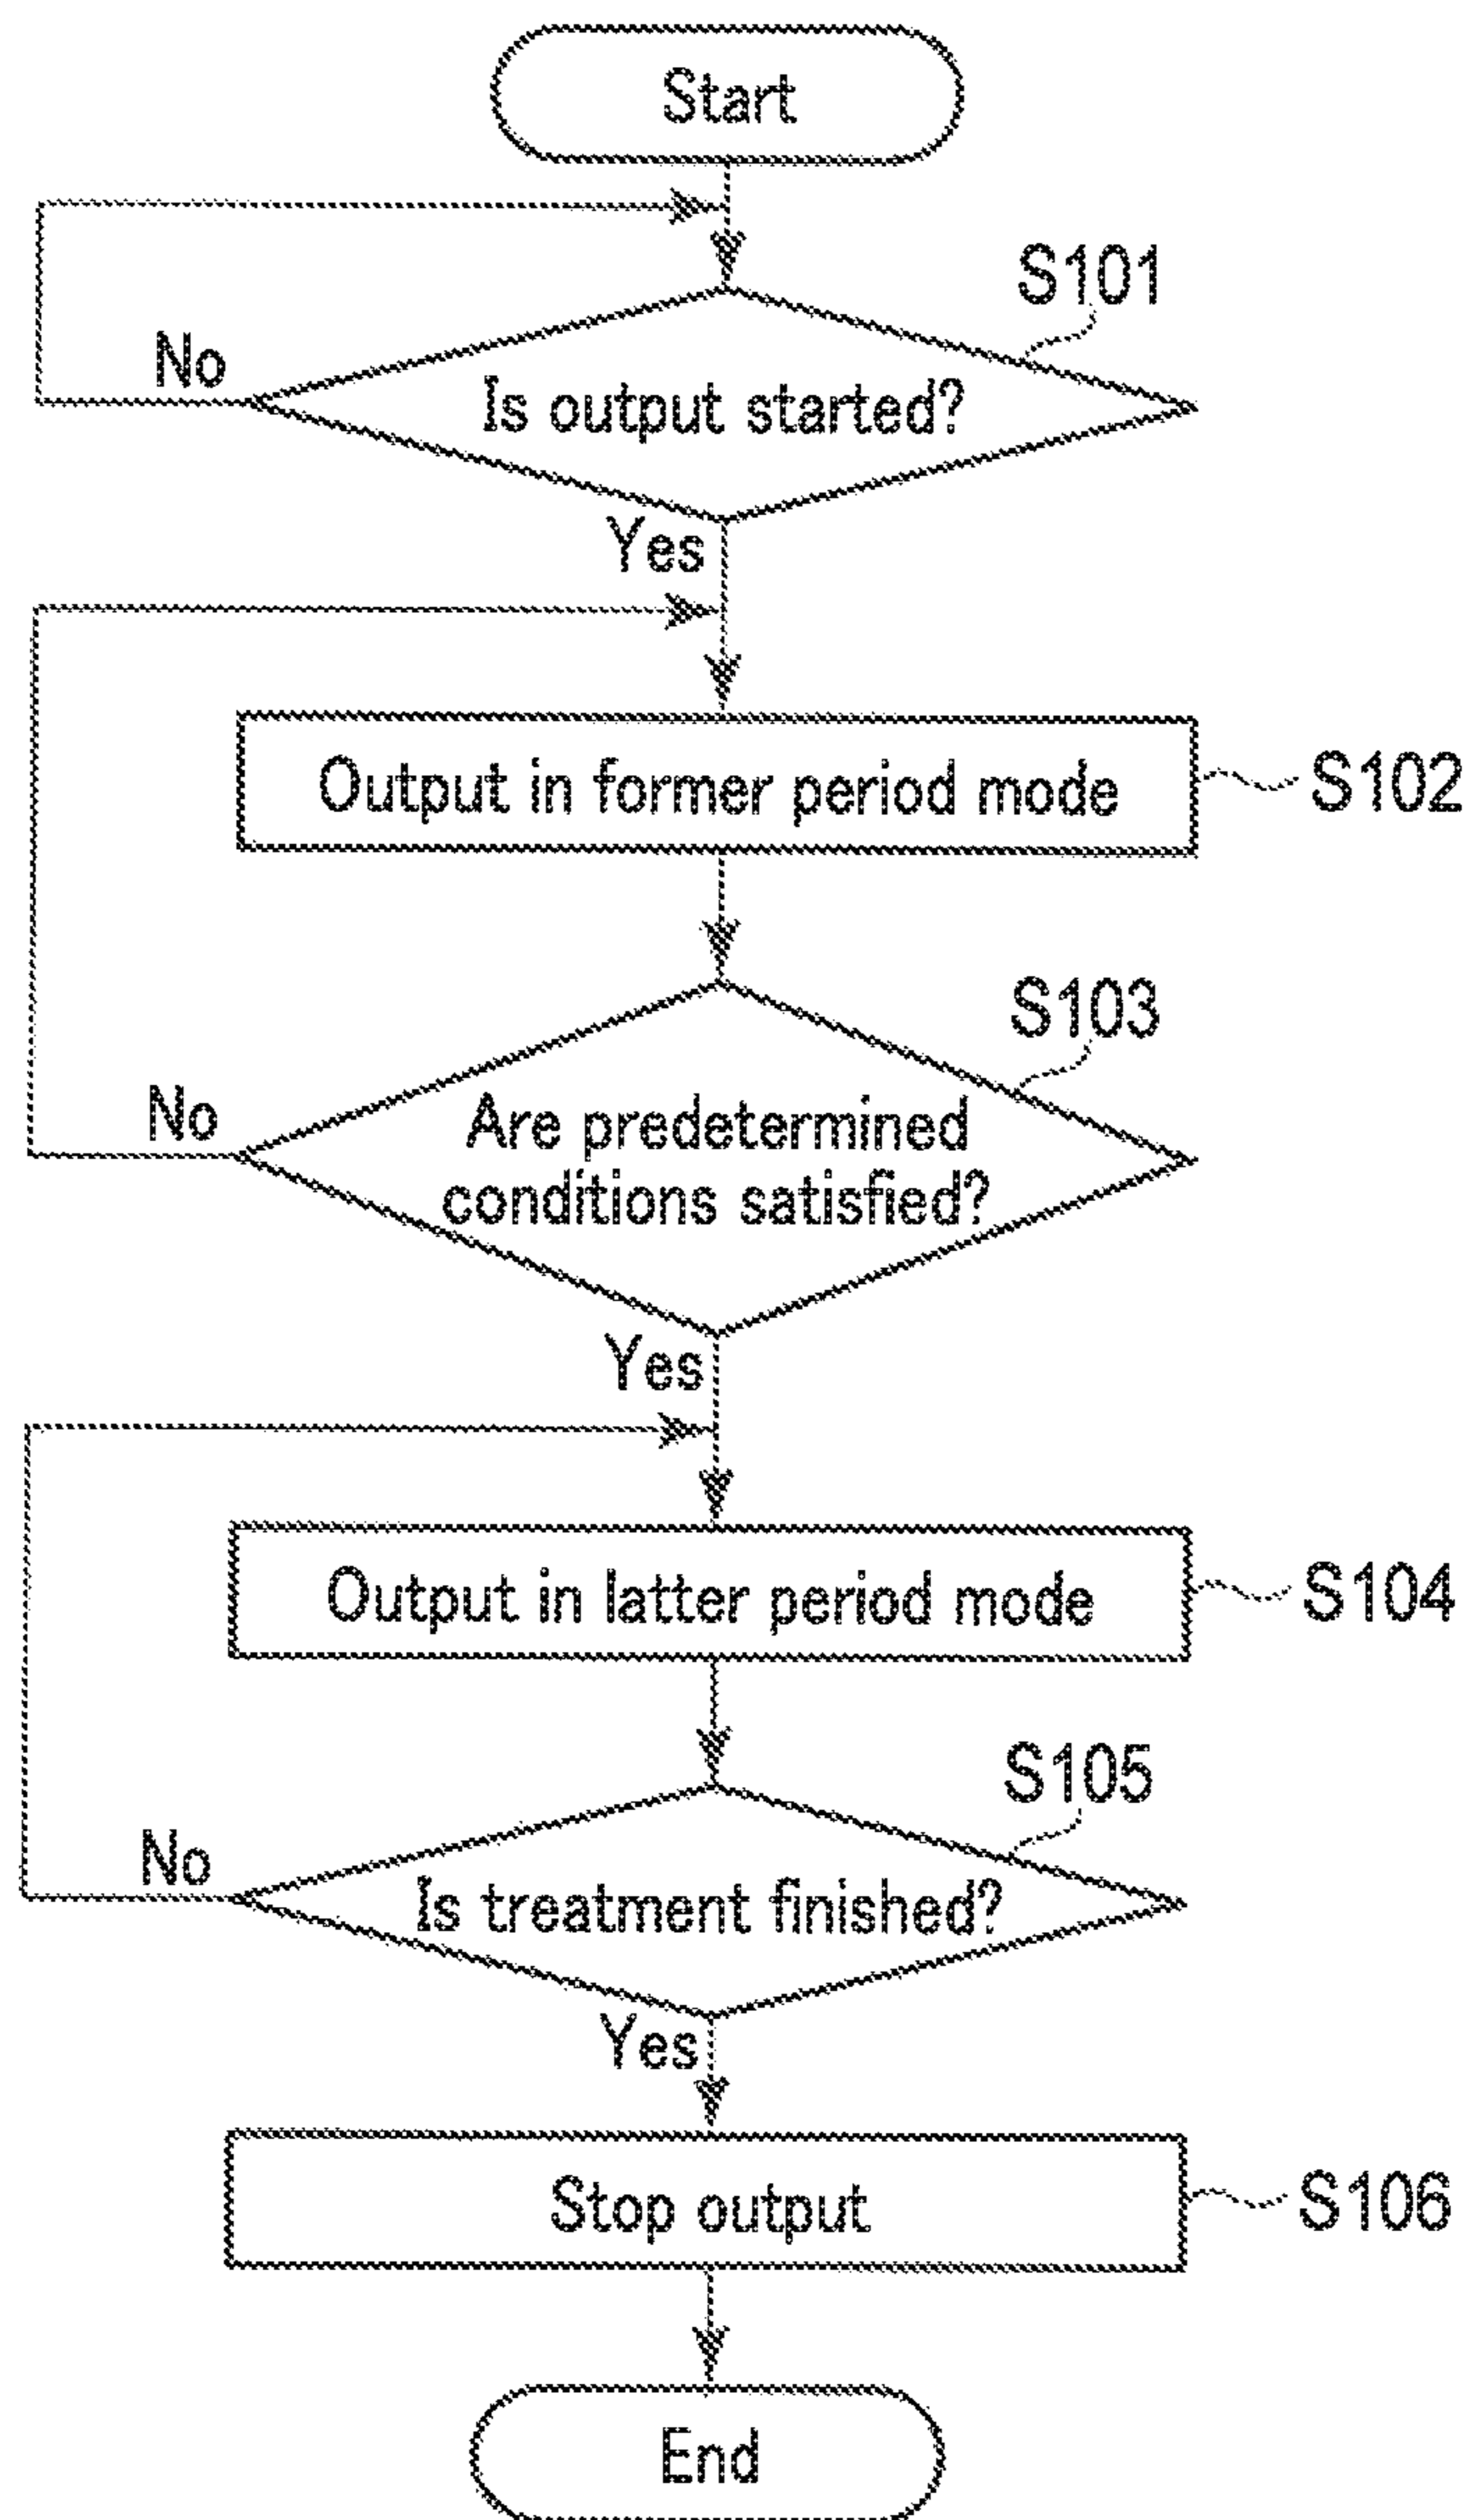 Start
S101
No
Is output started?
Yes
Output in former period mode
S102
S103
No
Are predetermined
conditions satisfied?
Yes
Output in latter period mode
S104
S105
No
Is treatment finished?
Yes
Stop output
S106
End